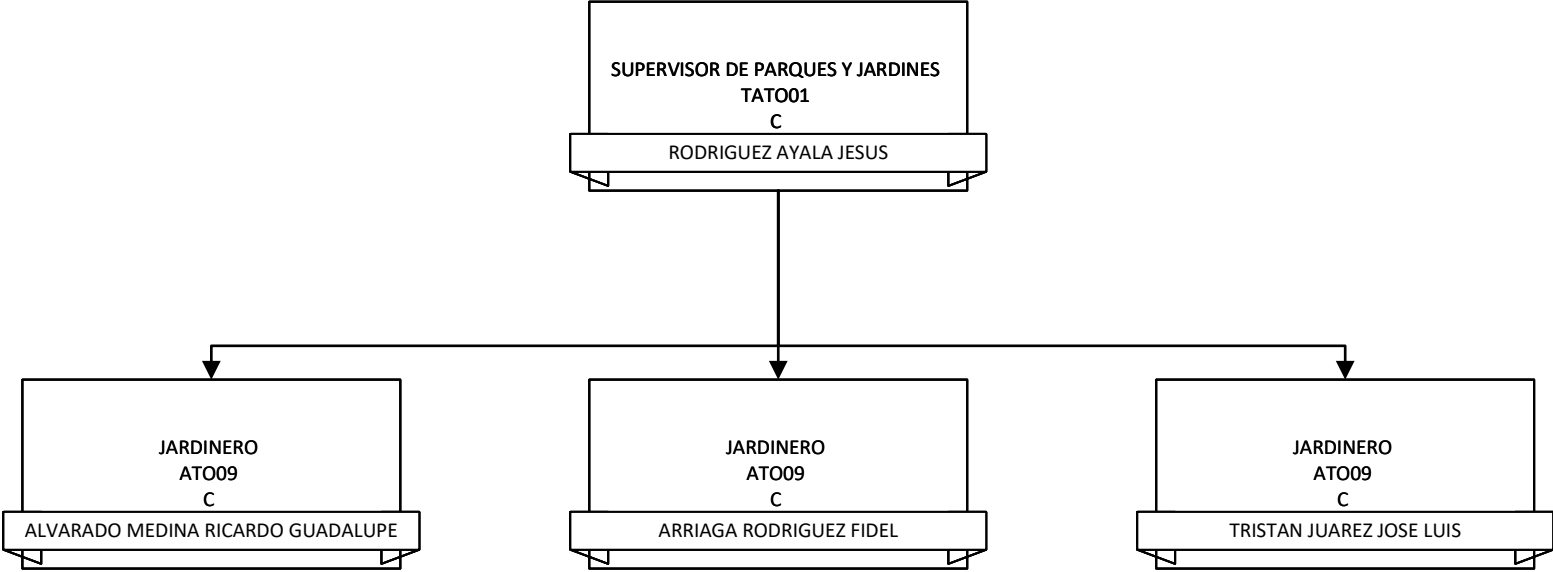 SUPERVISOR DE PARQUES Y JARDINES
TATO01
C
RODRIGUEZ AYALA JESUS
JARDINERO
ATO09
C
ALVARADO MEDINA RICARDO GUADALUPE
JARDINERO
ATO09
C
ARRIAGA RODRIGUEZ FIDEL
JARDINERO
ATO09
C
TRISTAN JUAREZ JOSE LUIS